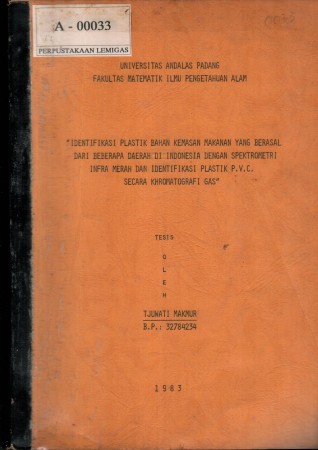 A - 00033
PERPUSTAKAAN LEMIGAS
UNIVERSITAS ANDALAS PADANG
FAKULTAS MATEMATIK ILMU PENGETAHUAN ALAM
"IDENTIFIKASI PLASTIK BAHAN KEMASAN MAKANAN YANG BERASAL
DARI BEBERAPA DAERAH DI INDONESIA DENGAN SPEKTROMETRI
INFRA MERAH DAN IDENTIFIKASI PLASTIK P.V.C.
SECARA KHROMATOGRAFI GAS"
TESIS
O
L
E
H
TJUWATI MAKMUR
B.P.: 32784234
1983